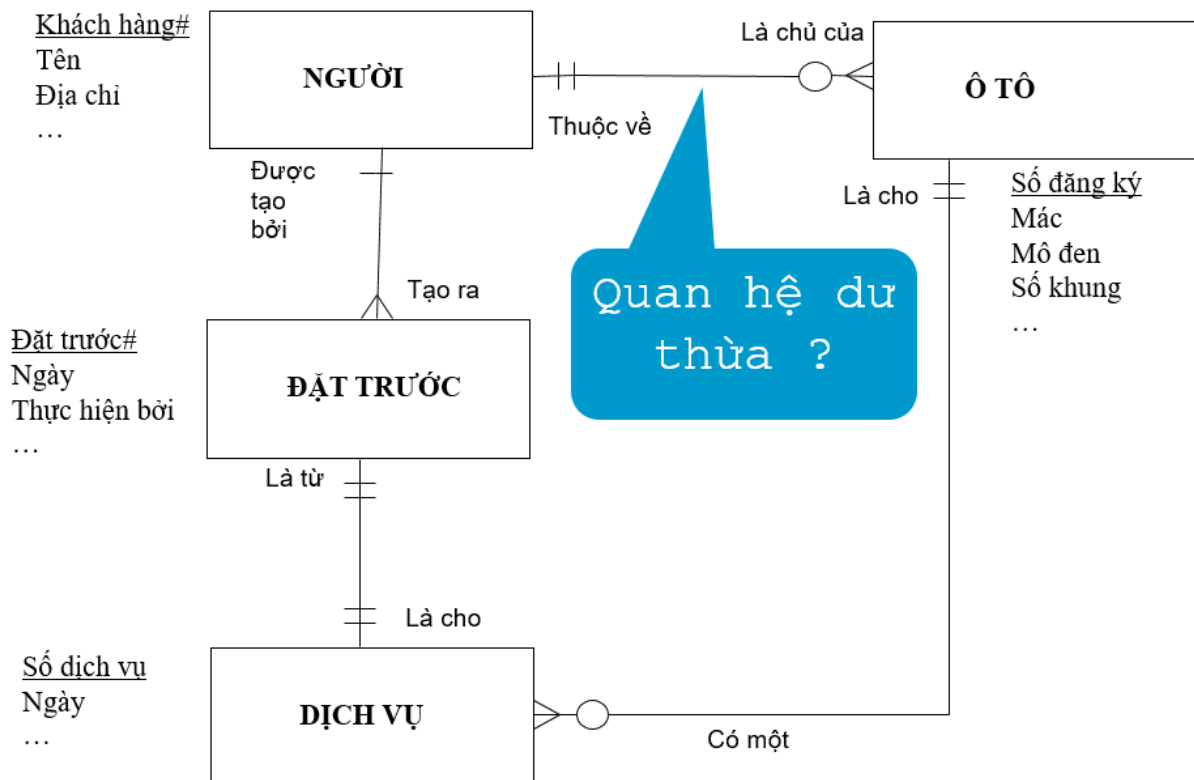 Khách hàng#
Tên
Địa chỉ
…
NGƯỜI
Là chủ của
Ô TÔ
Thuộc về
Được
tạo
bởi
Là cho
Số đăng ký
Mác
Mô đen
Số khung
…
Quan hệ dư
thừa ?
Tạo ra
Đặt trước#
Ngày
Thực hiện bởi
…
ĐẶT TRƯỚC
Là từ
Là cho
Số dịch vụ
Ngày
…
DỊCH VỤ
Có một